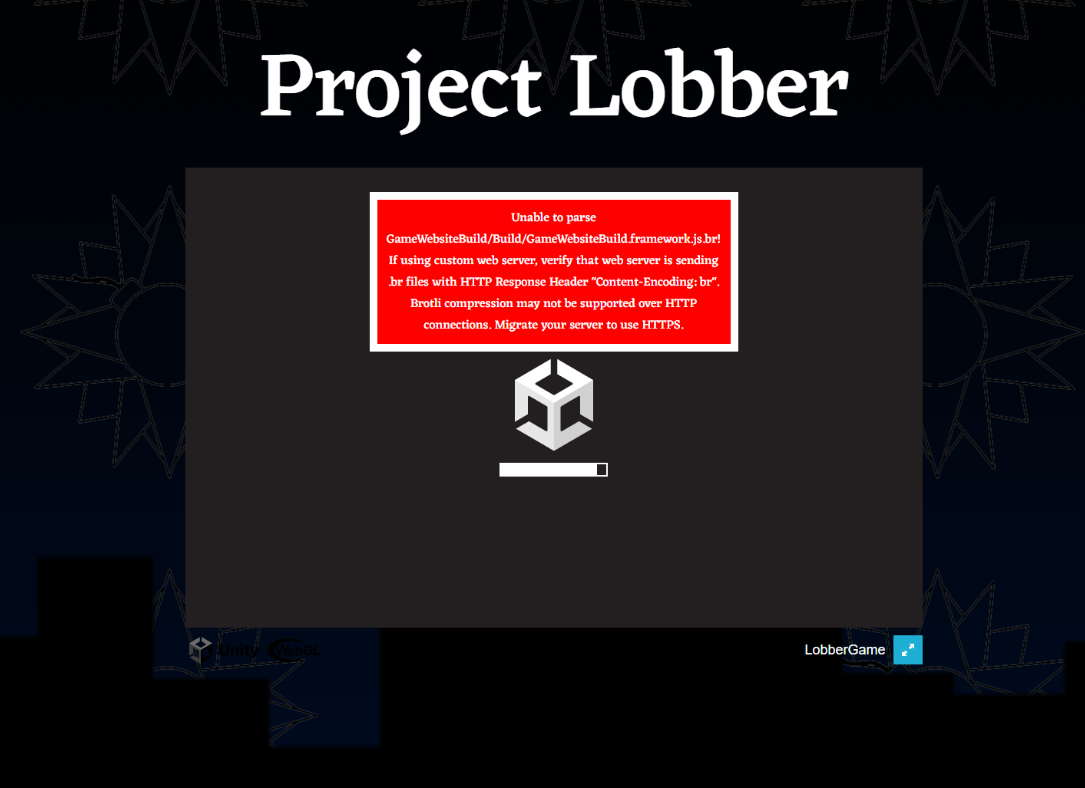 Project Lobber
Unable to parse
GameWebsiteBuild/Build/GameWebsiteBuild.framework.js.br!
If using custom web server, verify that web server is sending
.br files with HTTP Response Header "Content-Encoding: br".
Brotli compression may not be supported over HTTP
connections. Migrate your server to use HTTPS.
Unity WebGL
LobberGame